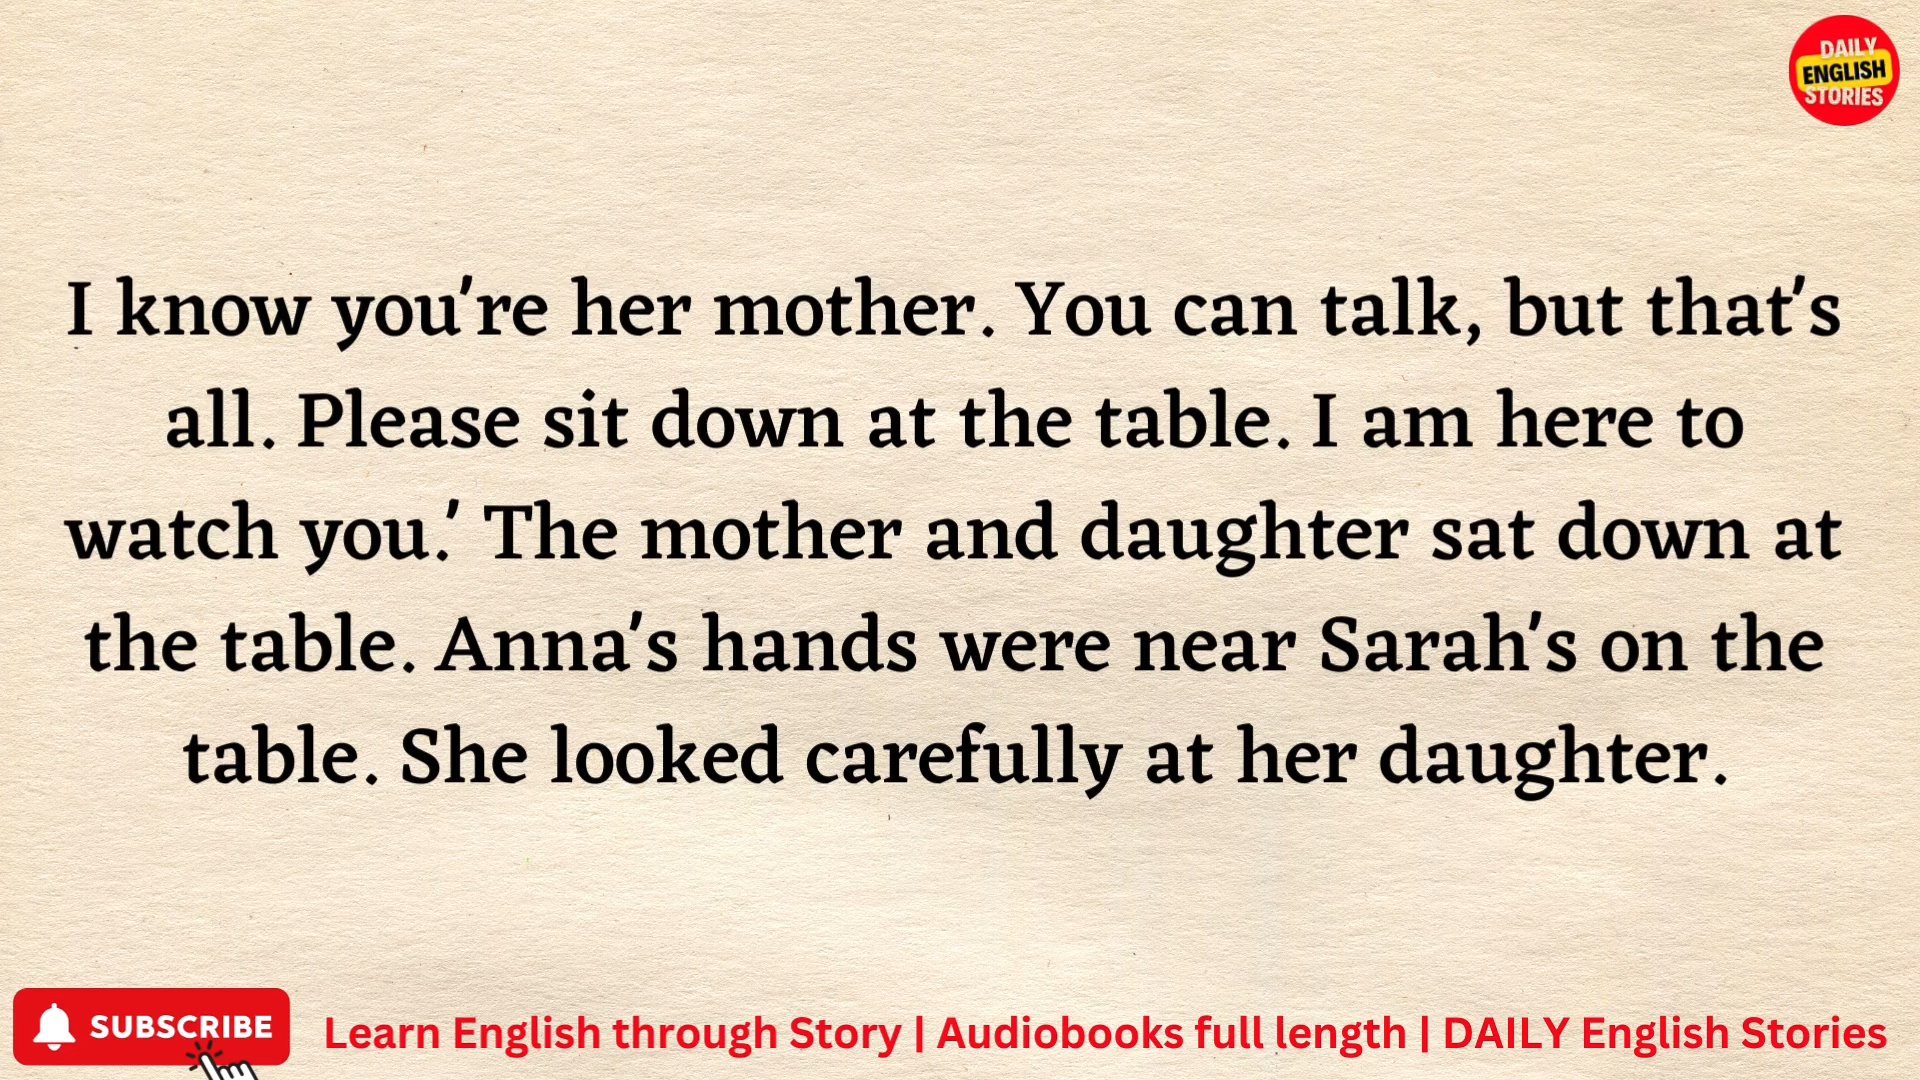 DAILY
ENGLISH
STORIES
I know you're her mother. You can talk, but that's
all. Please sit down at the table. I am here to
watch you.' The mother and daughter sat down at
the table. Anna's hands were near Sarah's on the
table. She looked carefully at her daughter.
SUBSCRIBE
Learn English through Story | Audiobooks full length | DAILY English Stories